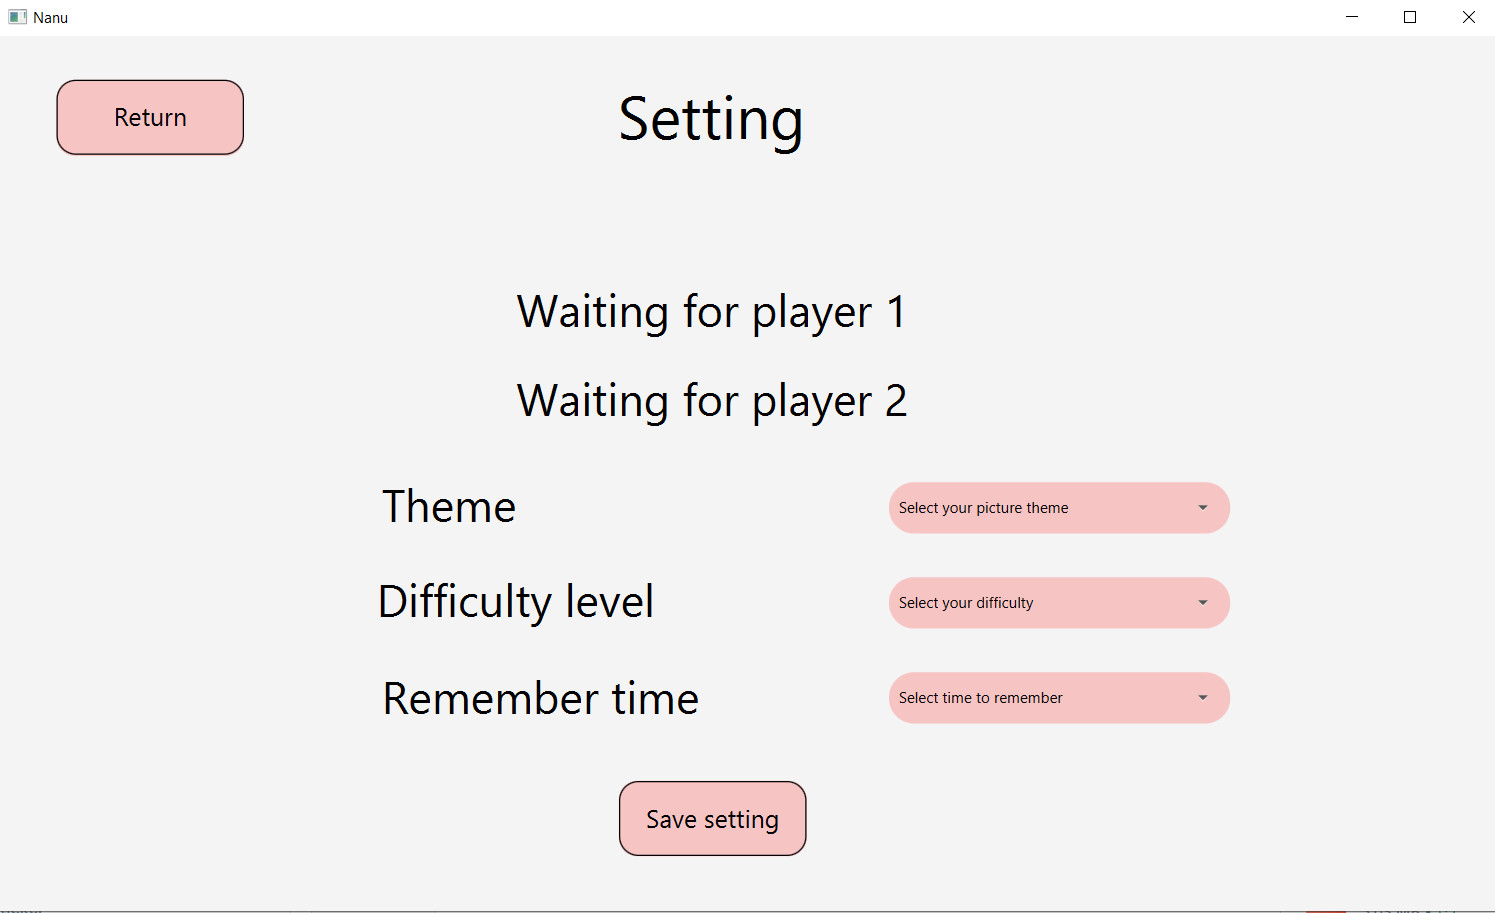 Nanu
Return
Setting
Waiting for player 1
Waiting for player 2
Theme
Select your picture theme
Difficulty level
Select your difficulty
Remember time
Select time to remember
Save setting